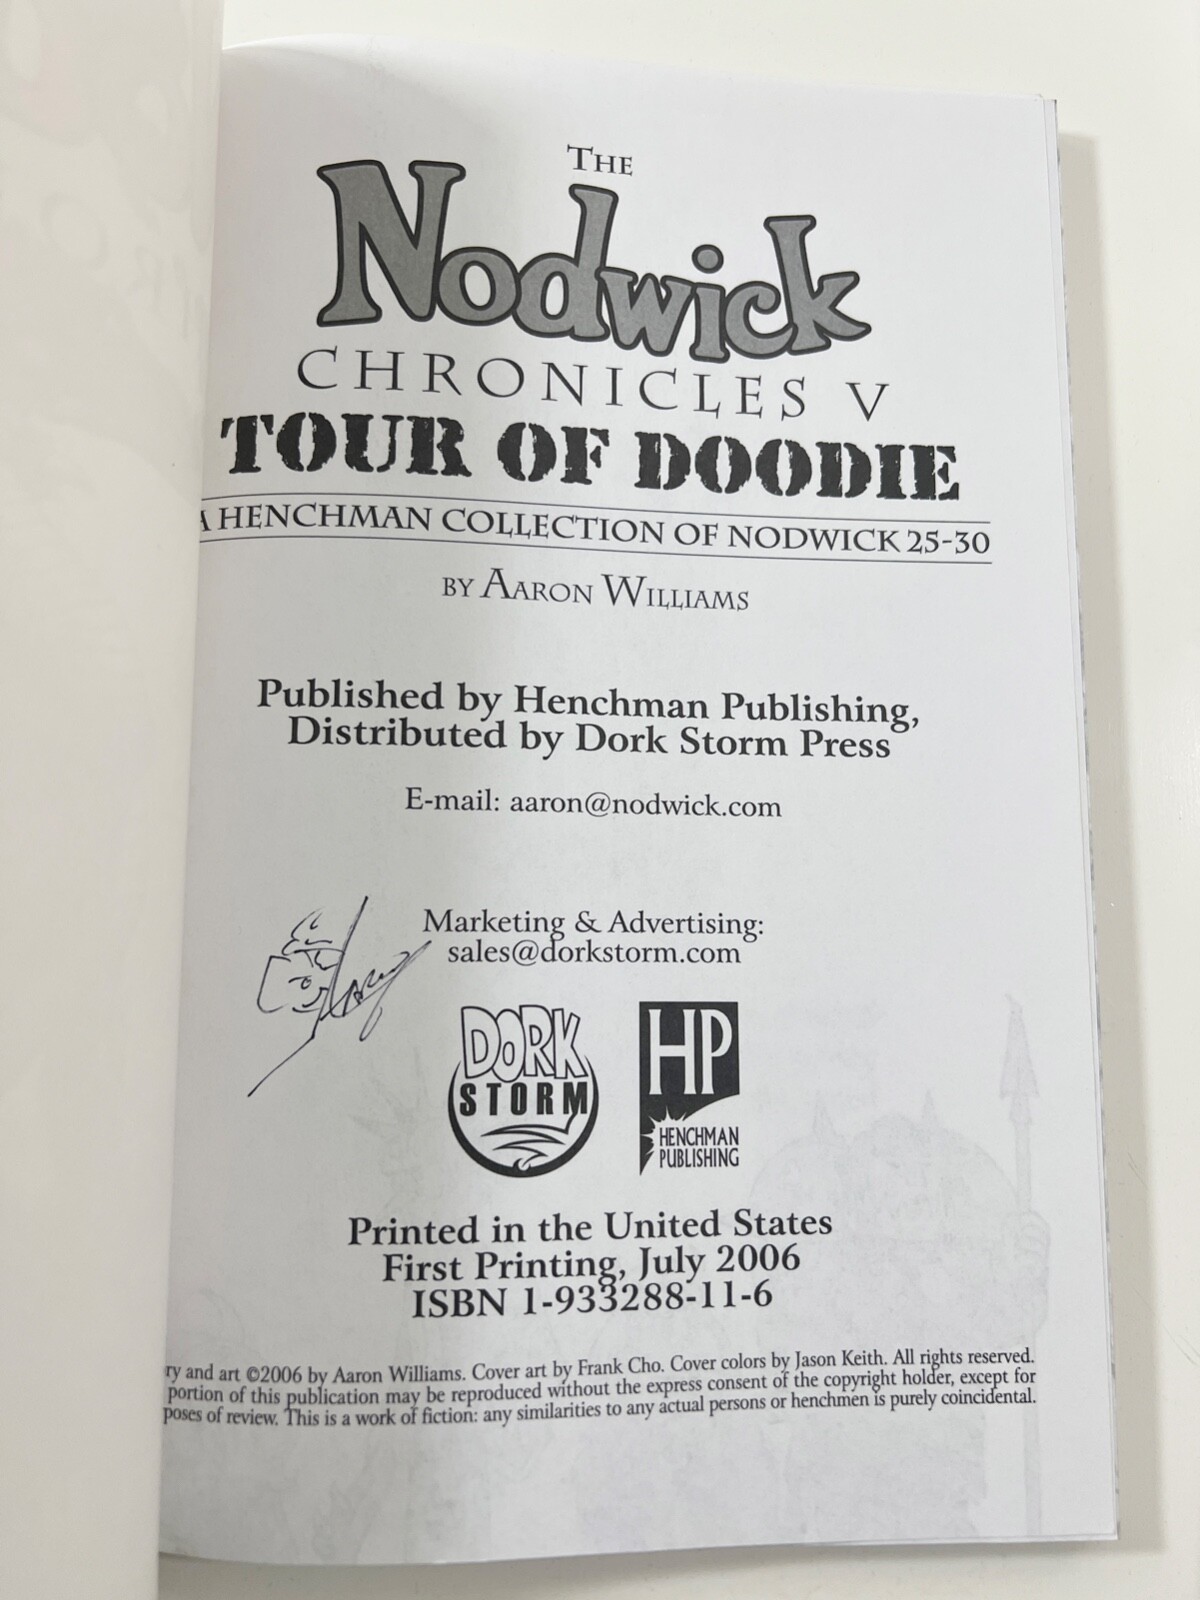 THE
Nodwick
CHRONICLES V
TOUR OF DOODIE
A HENCHMAN COLLECTION OF NODWICK 25-30
BY AARON WILLIAMS
Published by Henchman Publishing,
Distributed by Dork Storm Press
E-mail: aaron@nodwick.com
Marketing & Advertising:
sales@dorkstorm.com
DORK
STORM
HP
HENCHMAN
PUBLISHING
Printed in the United States
First Printing, July 2006
ISBN 1-933288-11-6
ry and art ©2006 by Aaron Williams. Cover art by Frank Cho. Cover colors by Jason Keith. All rights reserved.
portion of this publication may be reproduced without the express consent of the copyright holder, except for
poses of review. This is a work of fiction: any similarities to any actual persons or henchmen is purely coincidental.